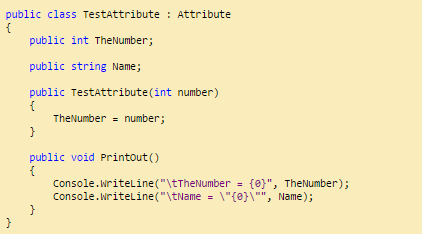 public class TestAttribute : Attribute
{
    public int TheNumber;

    public string Name;

    public TestAttribute(int number)
    {
        TheNumber = number;
    }

    public void PrintOut()
    {
        Console.WriteLine("\tTheNumber = {0}", TheNumber);
        Console.WriteLine("\tName = \"{0}\"", Name);
    }
}